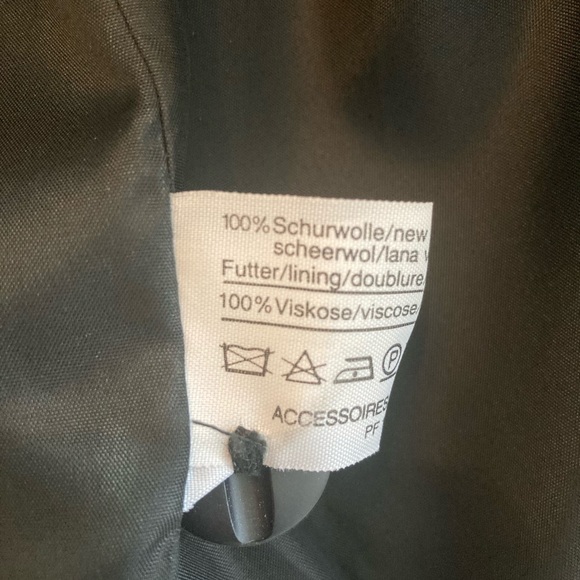 100% Schurwolle/new
scheerwol/lana v
Futter/lining/doublure
100% Viskose/viscose
P
ACCESSOIRES
PF